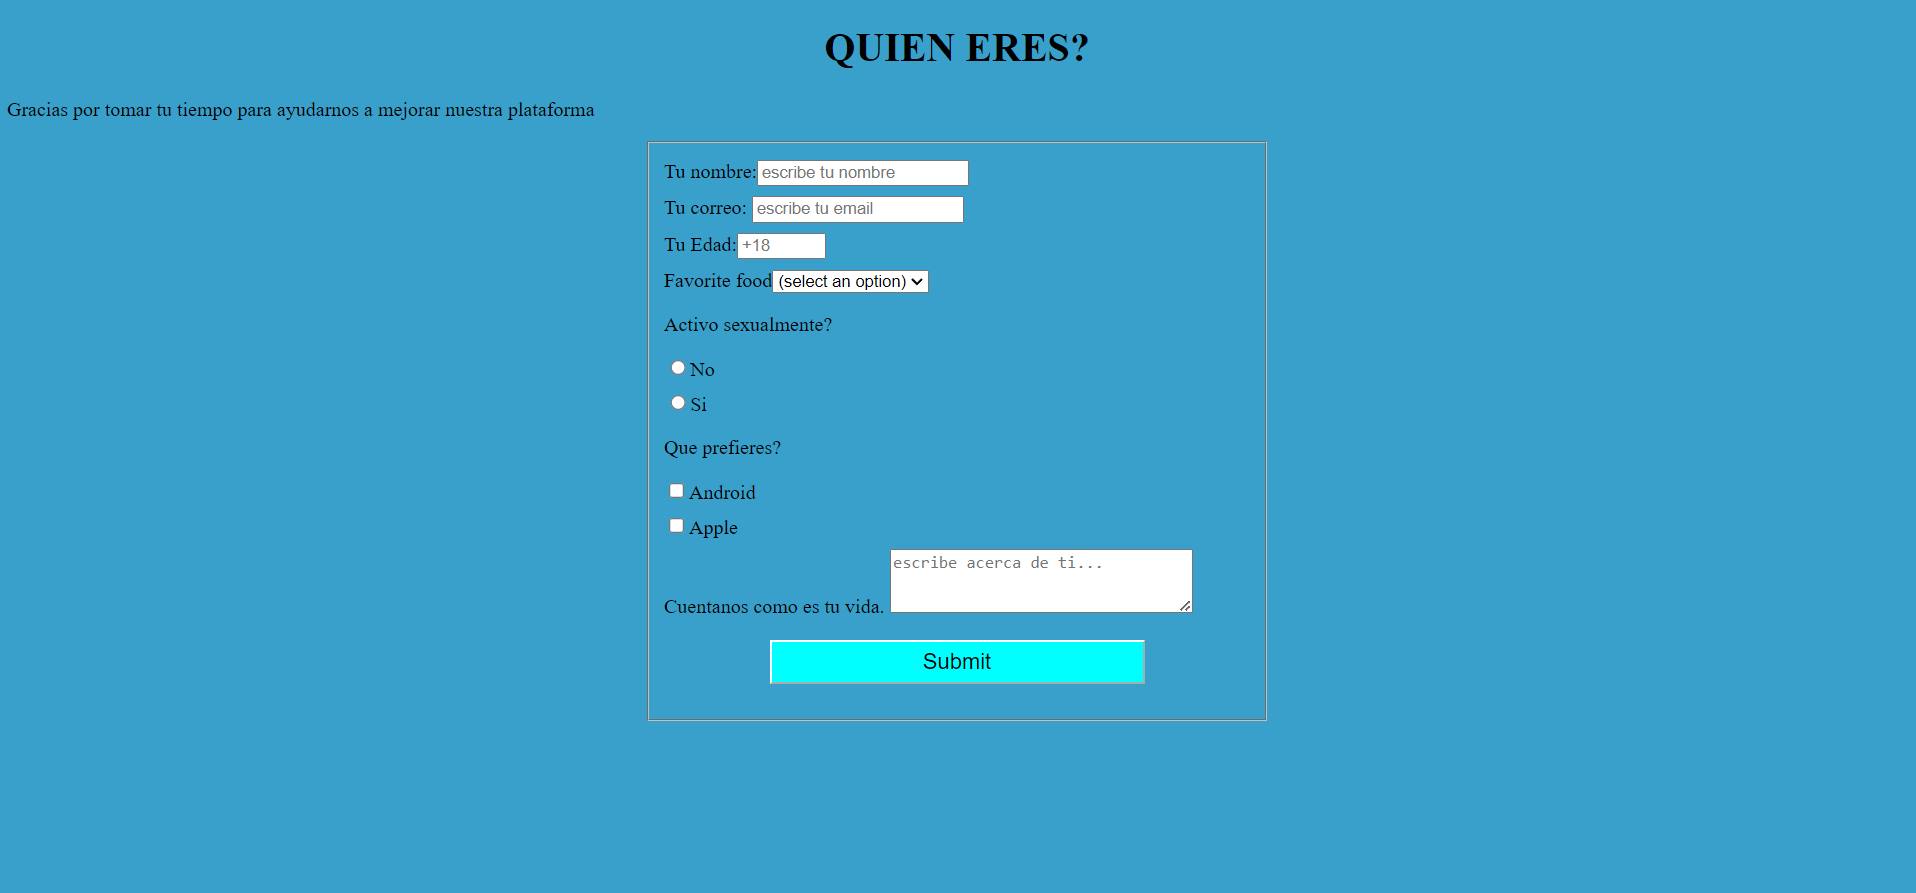 QUIEN ERES?
Gracias por tomar tu tiempo para ayudarnos a mejorar nuestra plataforma
Tu nombre: escribe tu nombre
Tu correo: escribe tu email
Tu Edad: +18
Favorite food (select an option)
Activo sexualmente?
No
Si
Que prefieres?
Android
Apple
escribe acerca de ti...
Cuentanos como es tu vida.
Submit